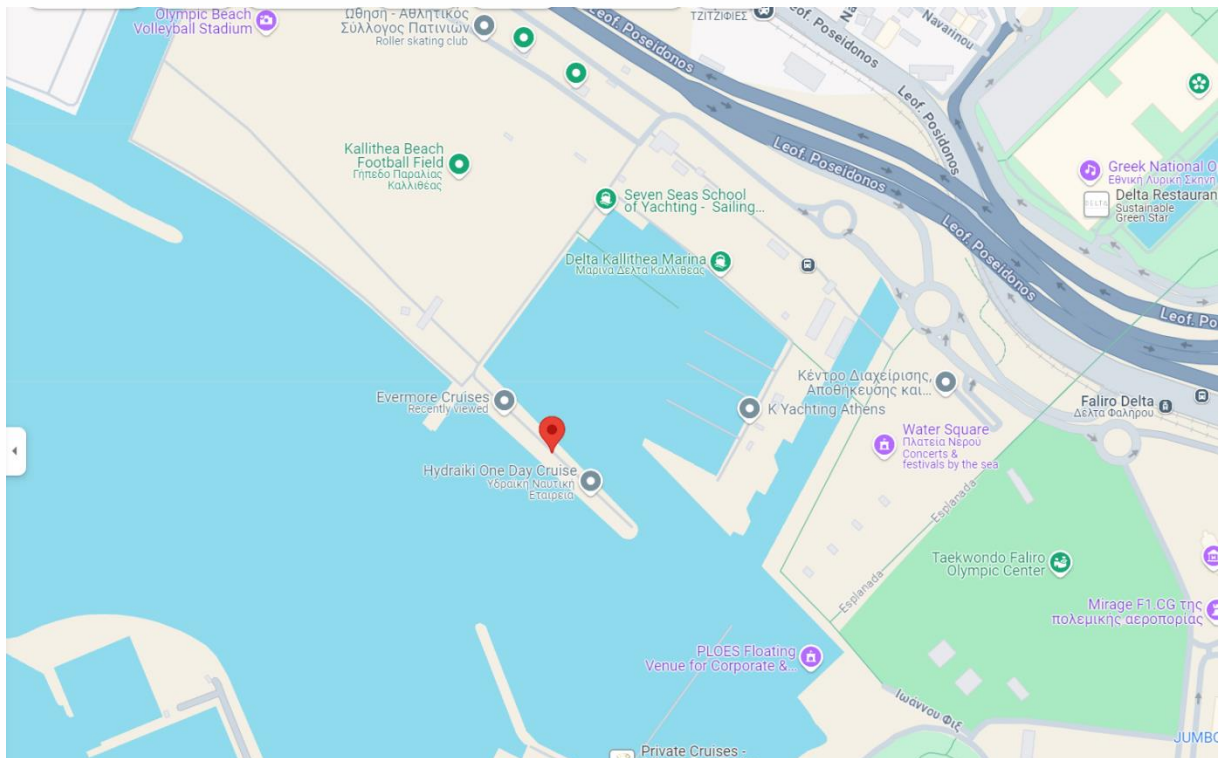 Olympic Beach
Volleyball Stadium
Ώθηση - Αθλητικός
Σύλλογος Πατινιών
Roller skating club
Leof. Poseidonos
ΤΖΙΤΖΙΦΙΕΣ
Navarinou
Leof. Poseidonos
Leof. Posidonos
Kallithea Beach
Football Field
Γήπεδο Παραλίας
Καλλιθέας
Leof. Poseidonos
Greek National O
Εθνική Λυρική Σκηνή
DELTA
Delta Restauran
Sustainable
Green Star
Seven Seas School
of Yachting - Sailing...
Leof. Poseidonos
Delta Kallithea Marina
Μαρίνα Δέλτα Καλλιθέας
Leof. Po
Evermore Cruises
Recently viewed
Κέντρο Διαχείρισης,
Αποθήκευσης και...
K Yachting Athens
Faliro Delta
Δέλτα Φαλήρου
Water Square
Πλατεία Νερού
Concerts &
festivals by the sea
Hydraiki One Day Cruise
Υδραϊκή Ναυτική
Εταιρεία
Esplanada
Taekwondo Faliro
Olympic Center
Esplanada
Mirage F1.CG της
πολεμικής αεροπορίας
PLOES Floating
Venue for Corporate &...
Ιωάννου Φιξ
JUMBO
Private Cruises -